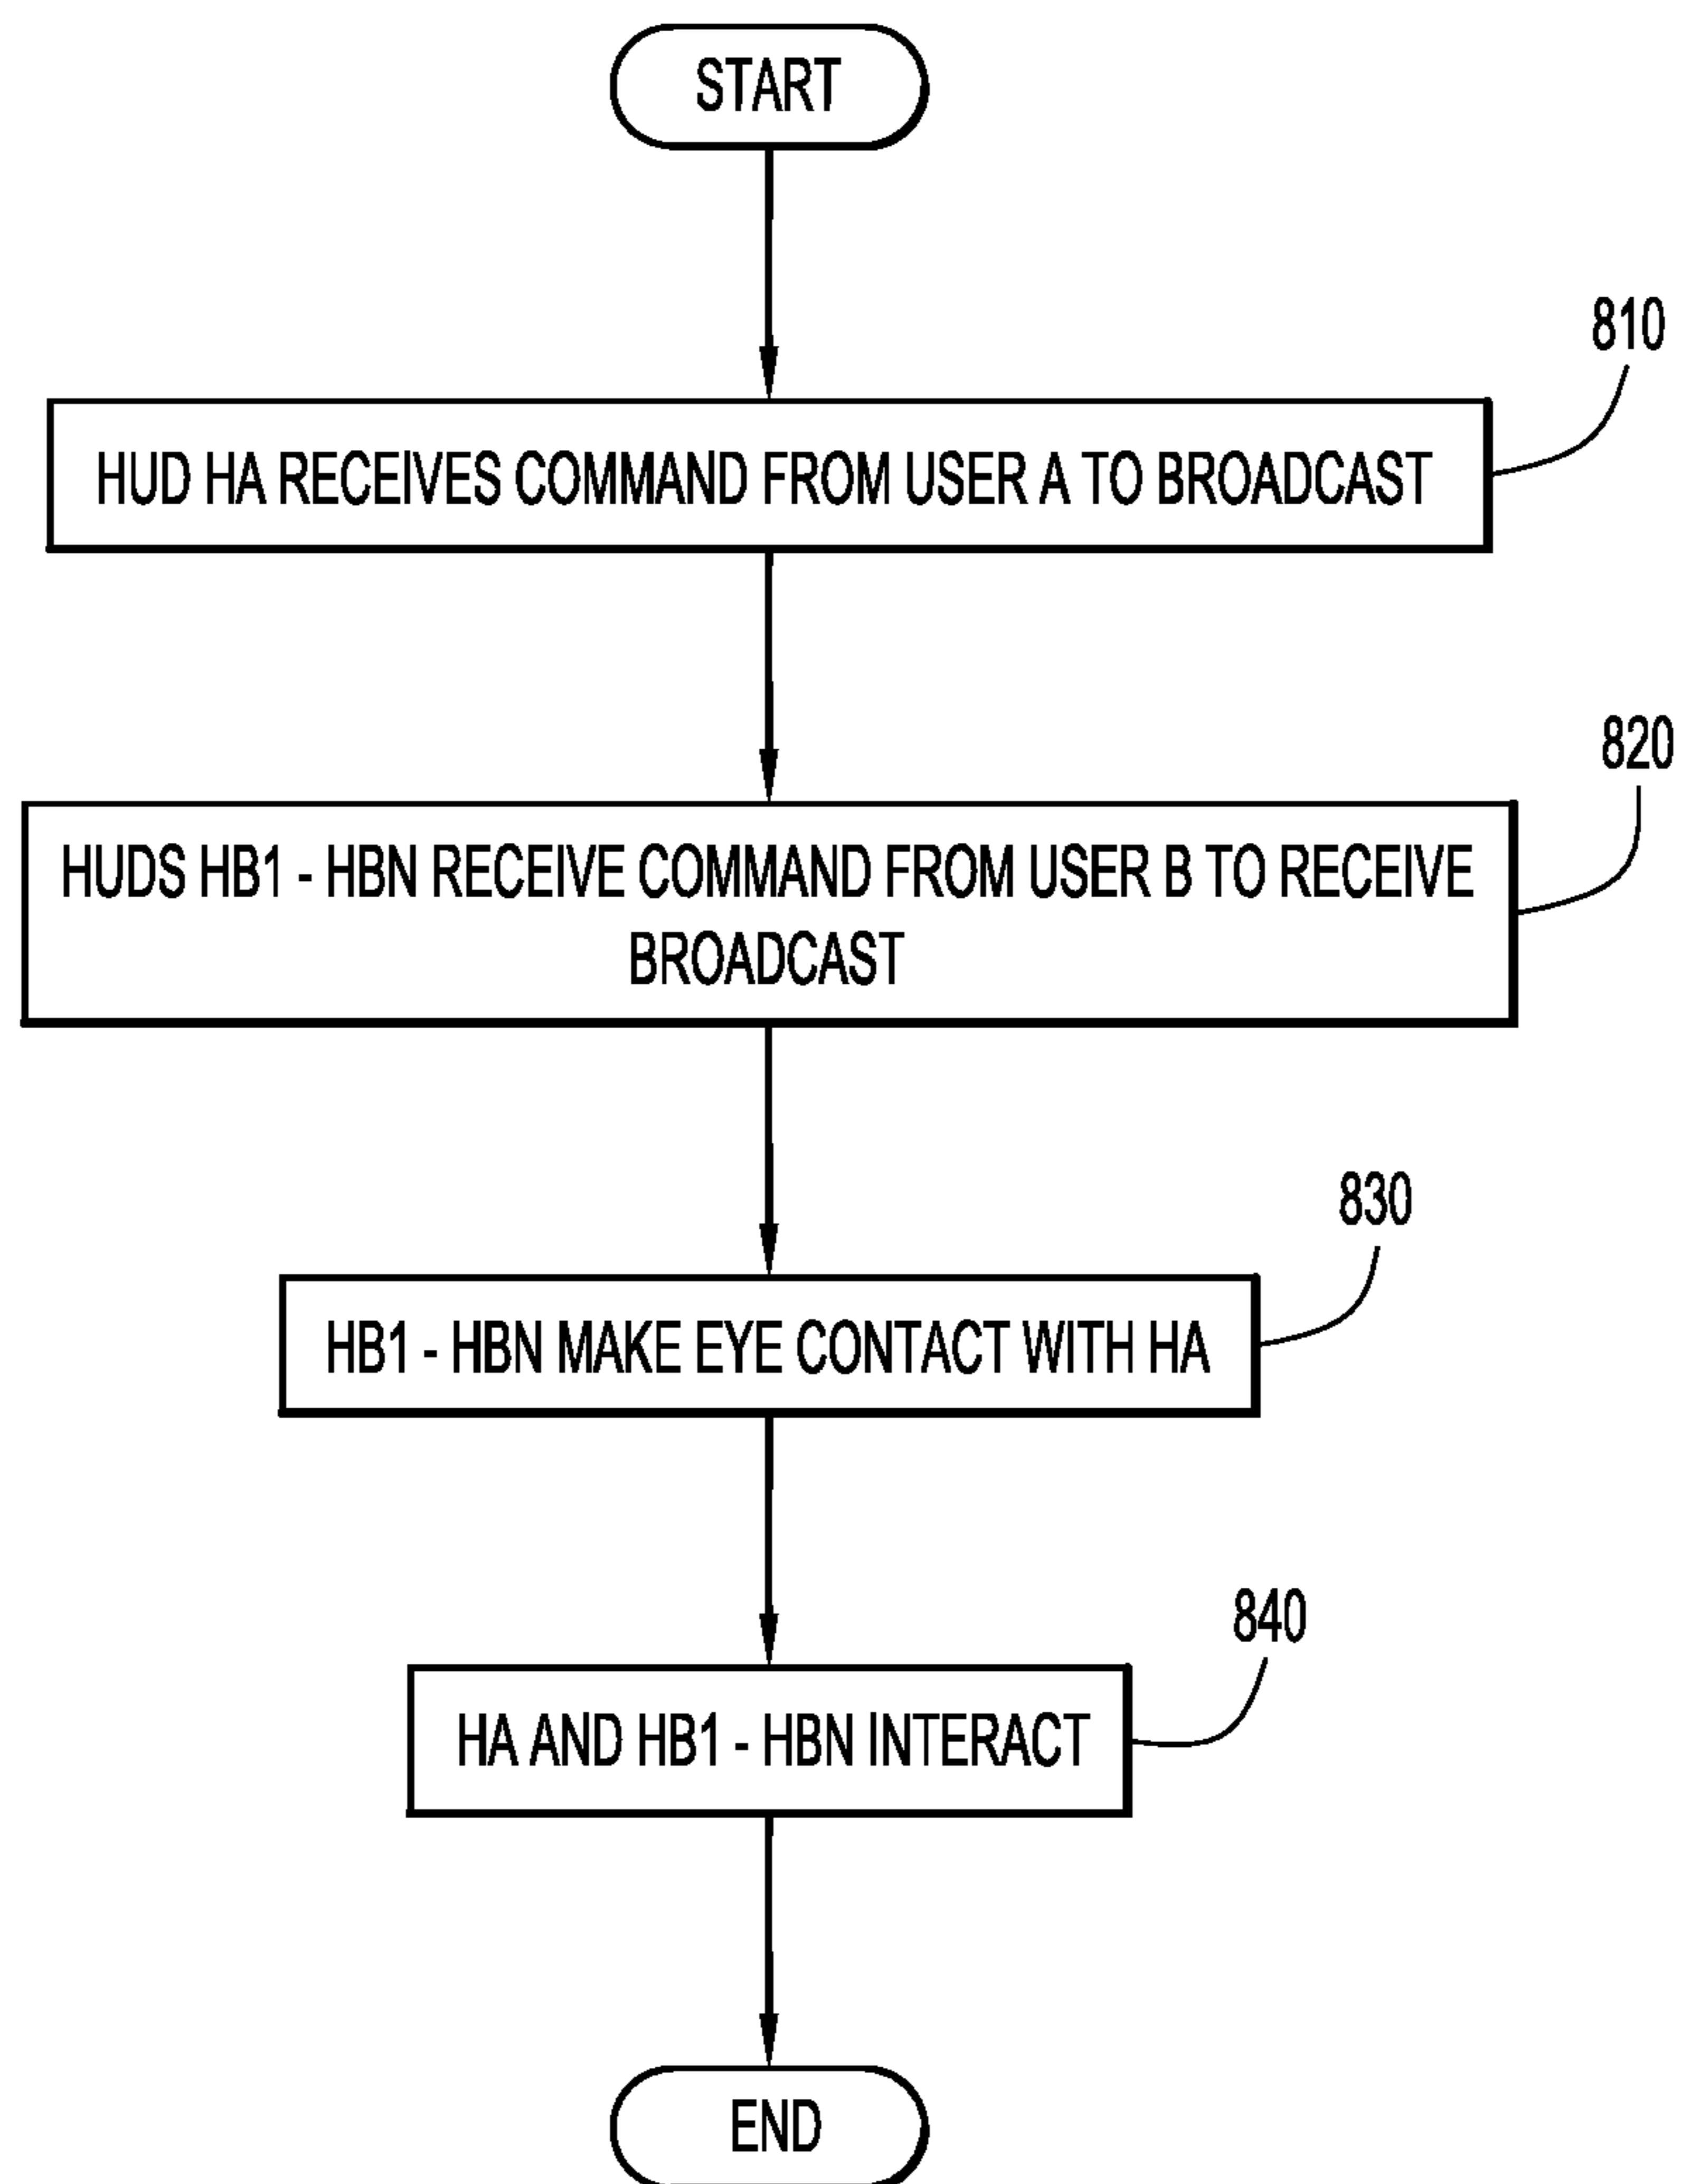 START
810
HUD HA RECEIVES COMMAND FROM USER A TO BROADCAST
820
HUDS HB1 - HBN RECEIVE COMMAND FROM USER B TO RECEIVE
BROADCAST
830
HB1 - HBN MAKE EYE CONTACT WITH HA
840
HA AND HB1 - HBN INTERACT
END